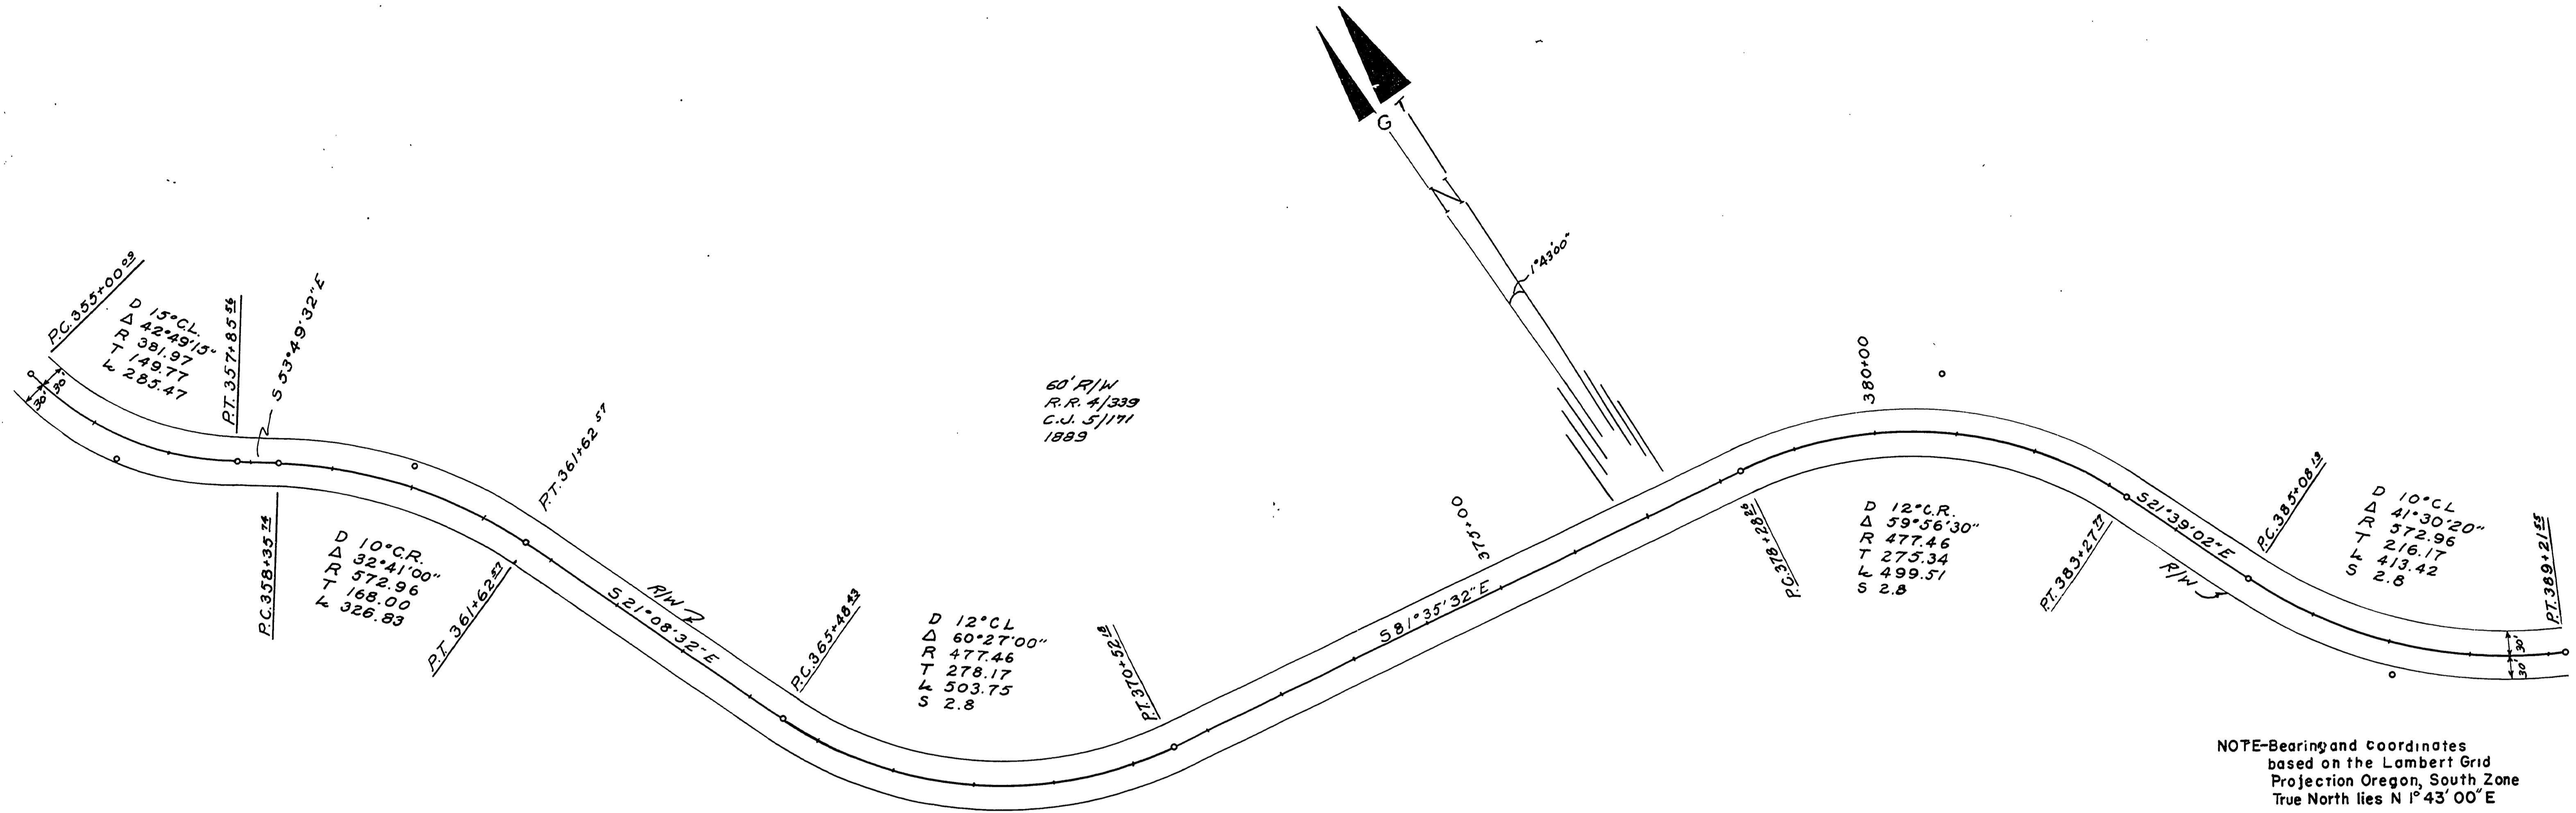 P.C. 355+00 09
D 15°C.L.
Δ 42°49'15"
R 381.97
T 149.77
L 285.47
30'
30'
P.T. 357+85 56
S 53°49'32"E
P.C. 358+35 74
D 10°C.R.
Δ 32°41'00"
R 572.96
T 168.00
L 326.83
P.T. 361+62 57
P.T. 361+62 57
S 21°08'32"E
R/W
P.C. 365+48 43
D 12°CL
Δ 60°27'00"
R 477.46
T 278.17
L 503.75
S 2.8
P.T. 370+52 18
60' R/W
R.R. 4/339
C.J. 5/171
1889
G
T
N
1°43'00"
375+00
S 81°35'32"E
P.C. 378+28 26
380+00
D 12°C.R.
Δ 59°56'30"
R 477.46
T 275.34
L 499.51
S 2.8
P.T. 383+27 77
S21°39'02"E
R/W
P.C. 385+08 13
D 10°CL
Δ 41°30'20"
R 572.96
T 216.17
L 413.42
S 2.8
P.T. 389+21 55
30'
30'
NOTE-Bearing and Coordinates
based on the Lambert Grid
Projection Oregon, South Zone
True North lies N 1° 43' 00" E